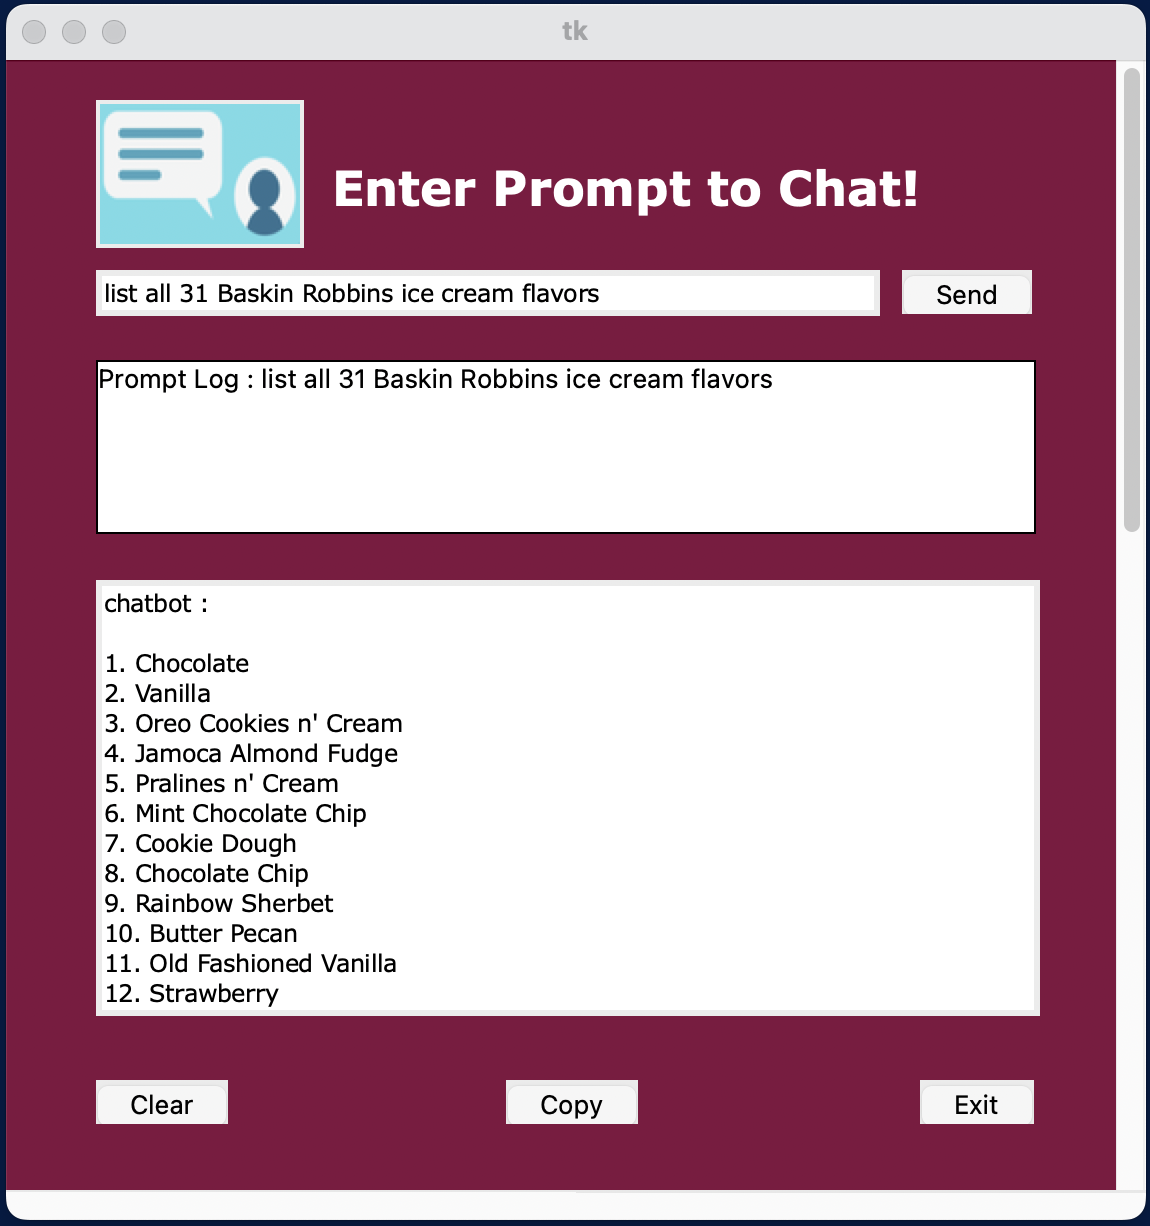 tk
Enter Prompt to Chat!
list all 31 Baskin Robbins ice cream flavors
Send
Prompt Log : list all 31 Baskin Robbins ice cream flavors
chatbot :
1. Chocolate
2. Vanilla
3. Oreo Cookies n' Cream
4. Jamoca Almond Fudge
5. Pralines n' Cream
6. Mint Chocolate Chip
7. Cookie Dough
8. Chocolate Chip
9. Rainbow Sherbet
10. Butter Pecan
11. Old Fashioned Vanilla
12. Strawberry
Clear
Copy
Exit